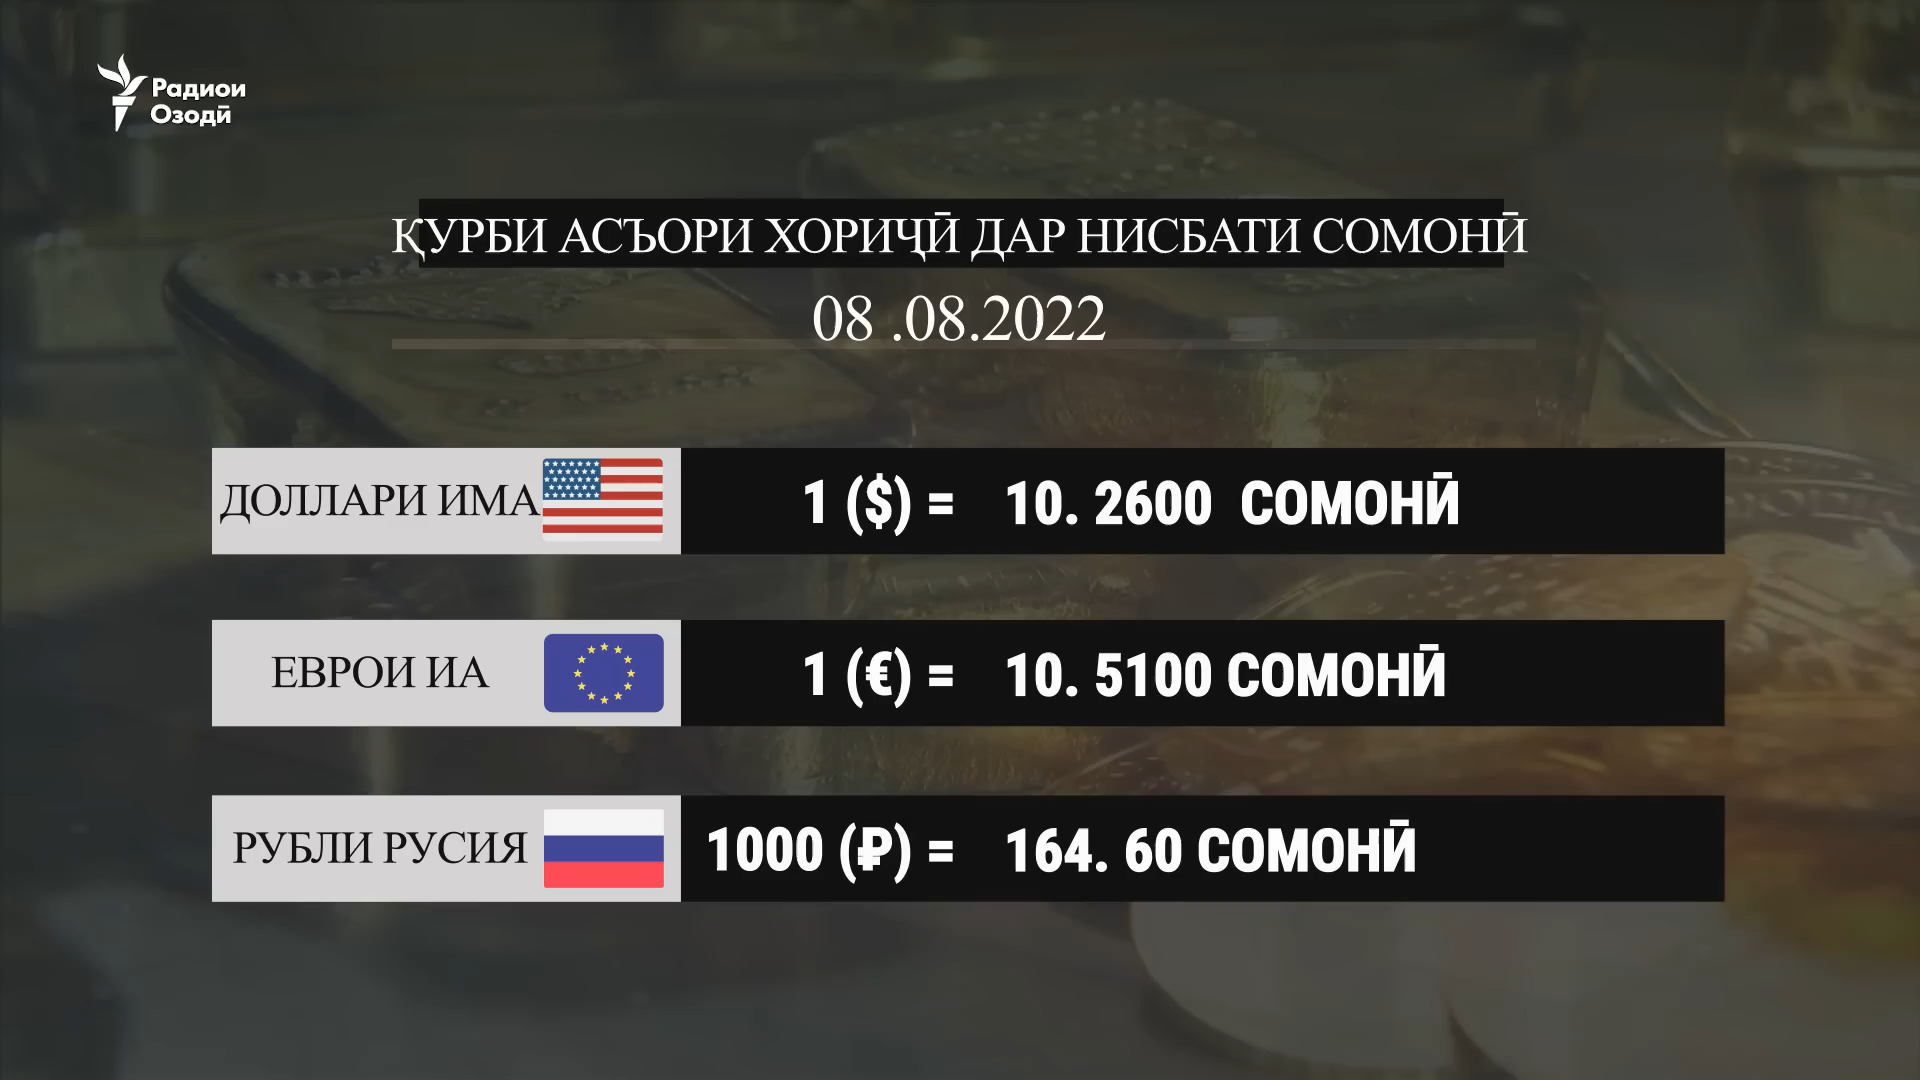 Радиои
Озодӣ
ҚУРБИ АСЪОРИ ХОРИҶӢ ДАР НИСБАТИ СОМОНӢ
08 .08.2022
ДОЛЛАРИ ИМА 1 ($) = 10. 2600 СОМОНӢ
ЕВРОИ ИА 1 (€) = 10. 5100 СОМОНӢ
РУБЛИ РУСИЯ 1000 (₽) = 164. 60 СОМОНӢ